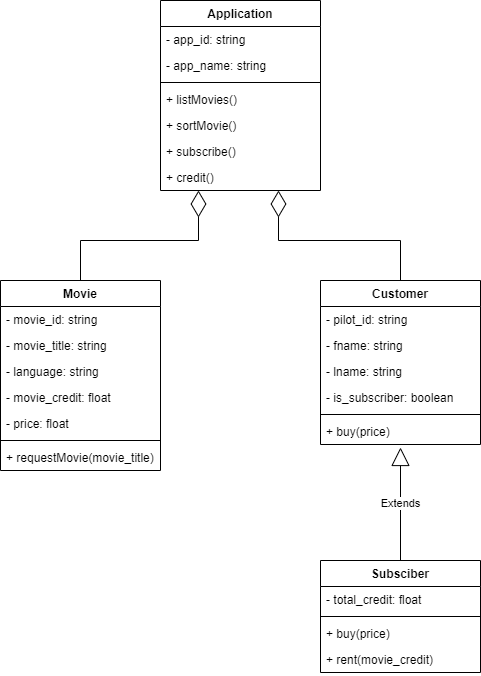 Application
- app_id: string
- app_name: string
+ listMovies()
+ sortMovie()
+ subscribe()
+ credit()
Movie
- movie_id: string
- movie_title: string
- language: string
- movie_credit: float
- price: float
+ requestMovie(movie_title)
Customer
- pilot_id: string
- fname: string
- lname: string
- is_subscriber: boolean
+ buy(price)
Extends
Subsciber
- total_credit: float
+ buy(price)
+ rent(movie_credit)